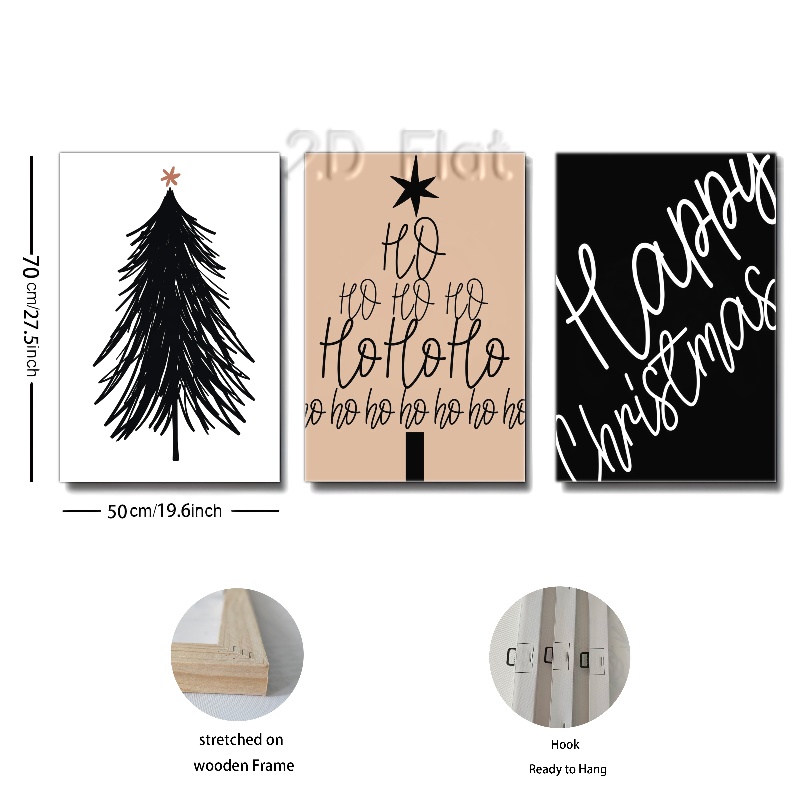 2D Flat
70 cm/27.5inch
HO
HO HO HO
HoHoHo
ho ho ho ho ho ho ho
Happy
Christmas
50cm/19.6inch
stretched on
wooden Frame
Hook
Ready to Hang